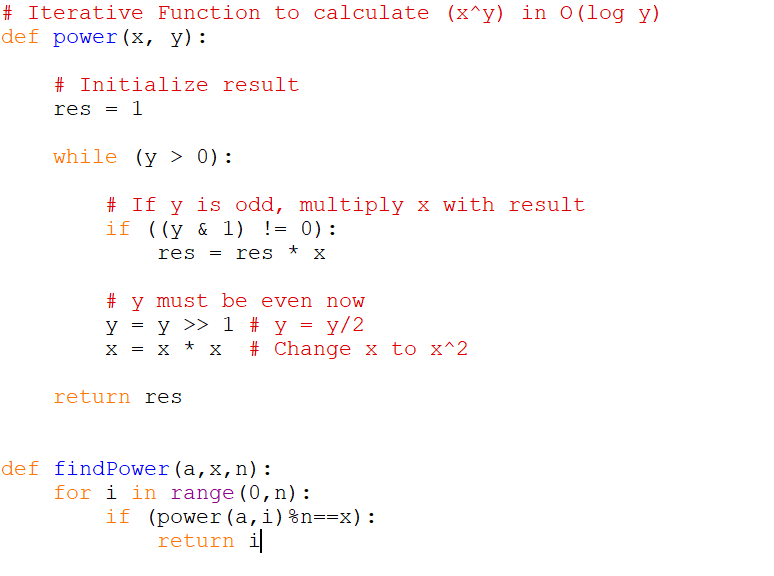 # Iterative Function to calculate (x^y) in O(log y)
def power(x, y):
    # Initialize result
    res = 1
    while (y > 0):
        # If y is odd, multiply x with result
        if ((y & 1) != 0):
            res = res * x
        # y must be even now
        y = y >> 1 # y = y/2
        x = x * x  # Change x to x^2
    return res
def findPower(a,x,n):
    for i in range(0,n):
        if (power(a,i)%n==x):
            return i